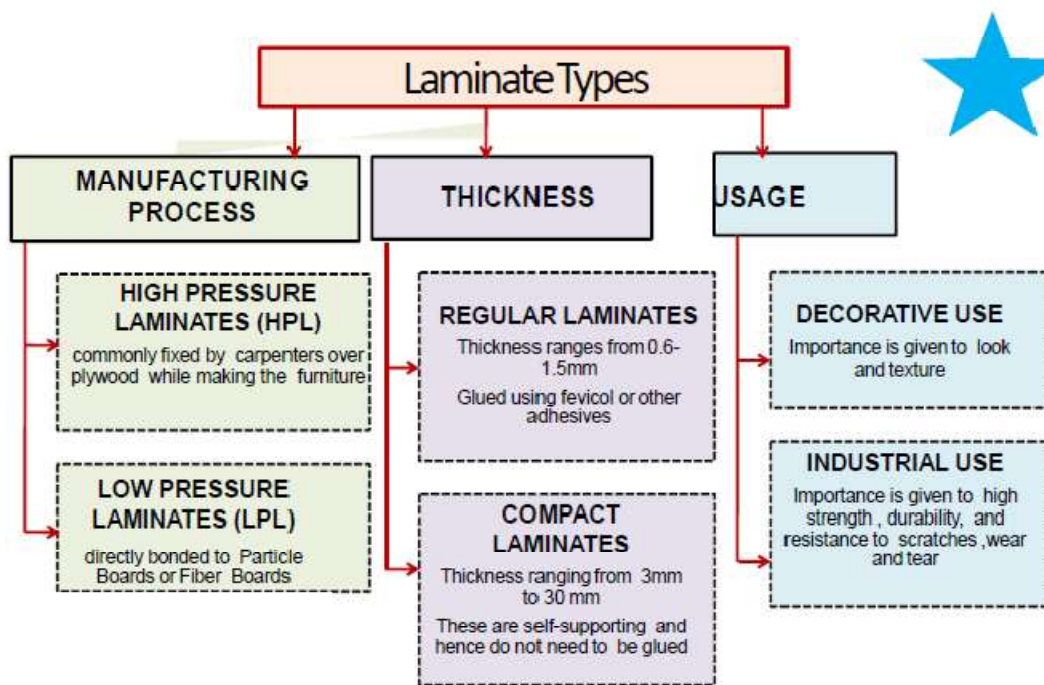 Laminate Types
MANUFACTURING
PROCESS
HIGH PRESSURE
LAMINATES (HPL)
commonly fixed by carpenters over
plywood while making the furniture
LOW PRESSURE
LAMINATES (LPL)
directly bonded to Particle
Boards or Fiber Boards
THICKNESS
REGULAR LAMINATES
Thickness ranges from 0.6-
1.5mm
Glued using fevicol or other
adhesives
COMPACT
LAMINATES
Thickness ranging from 3mm
to 30 mm
These are self-supporting and
hence do not need to be glued
USAGE
DECORATIVE USE
Importance is given to look
and texture
INDUSTRIAL USE
Importance is given to high
strength , durability, and
resistance to scratches ,wear
and tear